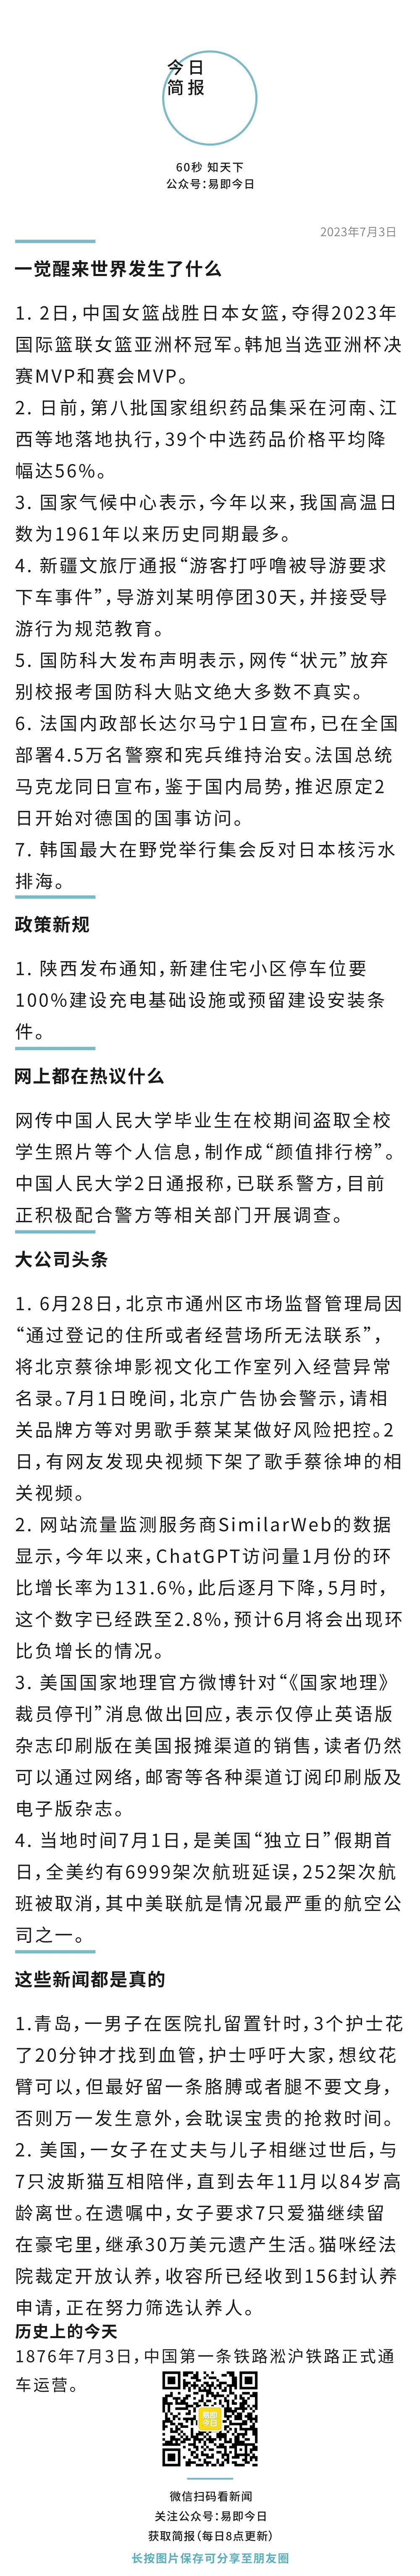 今日
简报
60秒 知天下
公众号：易即今日
2023年7月3日
一觉醒来世界发生了什么
1. 2日，中国女篮战胜日本女篮，夺得2023年
国际篮联女篮亚洲杯冠军。韩旭当选亚洲杯决
赛MVP和赛会MVP。
2. 日前，第八批国家组织药品集采在河南、江
西等地落地执行，39个中选药品价格平均降
幅达56%。
3. 国家气候中心表示，今年以来，我国高温日
数为1961年以来历史同期最多。
4. 新疆文旅厅通报“游客打呼噜被导游要求
下车事件”，导游刘某明停团30天，并接受导
游行为规范教育。
5. 国防科大发布声明表示，网传“状元”放弃
别校报考国防科大贴文绝大多数不真实。
6. 法国内政部长达尔马宁1日宣布，已在全国
部署4.5万名警察和宪兵维持治安。法国总统
马克龙同日宣布，鉴于国内局势，推迟原定2
日开始对德国的国事访问。
7. 韩国最大在野党举行集会反对日本核污水
排海。
政策新规
1. 陕西发布通知，新建住宅小区停车位要
100%建设充电基础设施或预留建设安装条
件。
网上都在热议什么
网传中国人民大学毕业生在校期间盗取全校
学生照片等个人信息，制作成“颜值排行榜”。
中国人民大学2日通报称，已联系警方，目前
正积极配合警方等相关部门开展调查。
大公司头条
1. 6月28日，北京市通州区市场监督管理局因
“通过登记的住所或者经营场所无法联系”，
将北京蔡徐坤影视文化工作室列入经营异常
名录。7月1日晚间，北京广告协会警示，请相
关品牌方等对男歌手蔡某某做好风险把控。2
日，有网友发现央视频下架了歌手蔡徐坤的相
关视频。
2. 网站流量监测服务商SimilarWeb的数据
显示，今年以来，ChatGPT访问量1月份的环
比增长率为131.6%，此后逐月下降，5月时，
这个数字已经跌至2.8%，预计6月将会出现环
比负增长的情况。
3. 美国国家地理官方微博针对“《国家地理》
裁员停刊”消息做出回应，表示仅停止英语版
杂志印刷版在美国报摊渠道的销售，读者仍然
可以通过网络，邮寄等各种渠道订阅印刷版及
电子版杂志。
4. 当地时间7月1日，是美国“独立日”假期首
日，全美约有6999架次航班延误，252架次航
班被取消，其中美联航是情况最严重的航空公
司之一。
这些新闻都是真的
1.青岛，一男子在医院扎留置针时，3个护士花
了20分钟才找到血管，护士呼吁大家，想纹花
臂可以，但最好留一条胳膊或者腿不要文身，
否则万一发生意外，会耽误宝贵的抢救时间。
2. 美国，一女子在丈夫与儿子相继过世后，与
7只波斯猫互相陪伴，直到去年11月以84岁高
龄离世。在遗嘱中，女子要求7只爱猫继续留
在豪宅里，继承30万美元遗产生活。猫咪经法
院裁定开放认养，收容所已经收到156封认养
申请，正在努力筛选认养人。
历史上的今天
1876年7月3日，中国第一条铁路淞沪铁路正式通
车运营。
易即
今日
微信扫码看新闻
关注公众号：易即今日
获取简报（每日8点更新）
长按图片保存可分享至朋友圈